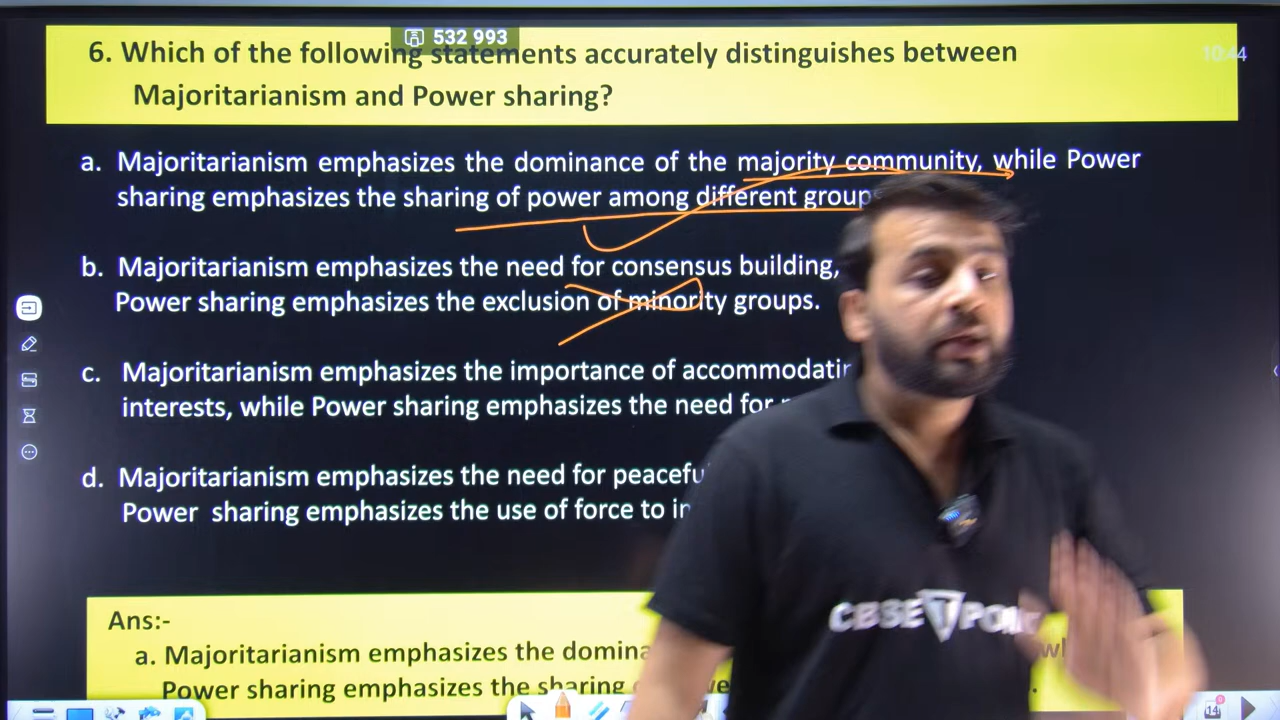 532 993
10:44
6. Which of the following statements accurately distinguishes between
Majoritarianism and Power sharing?
a. Majoritarianism emphasizes the dominance of the majority community, while Power
sharing emphasizes the sharing of power among different group
b. Majoritarianism emphasizes the need for consensus building,
Power sharing emphasizes the exclusion of minority groups.
c. Majoritarianism emphasizes the importance of
interests, while Power sharing emphasizes the need for
d. Majoritarianism emphasizes the need for
Power sharing emphasizes the use of force to
Ans:-
a. Majoritarianism emphasizes the
Power sharing emphasizes the sharing
CBSE
14